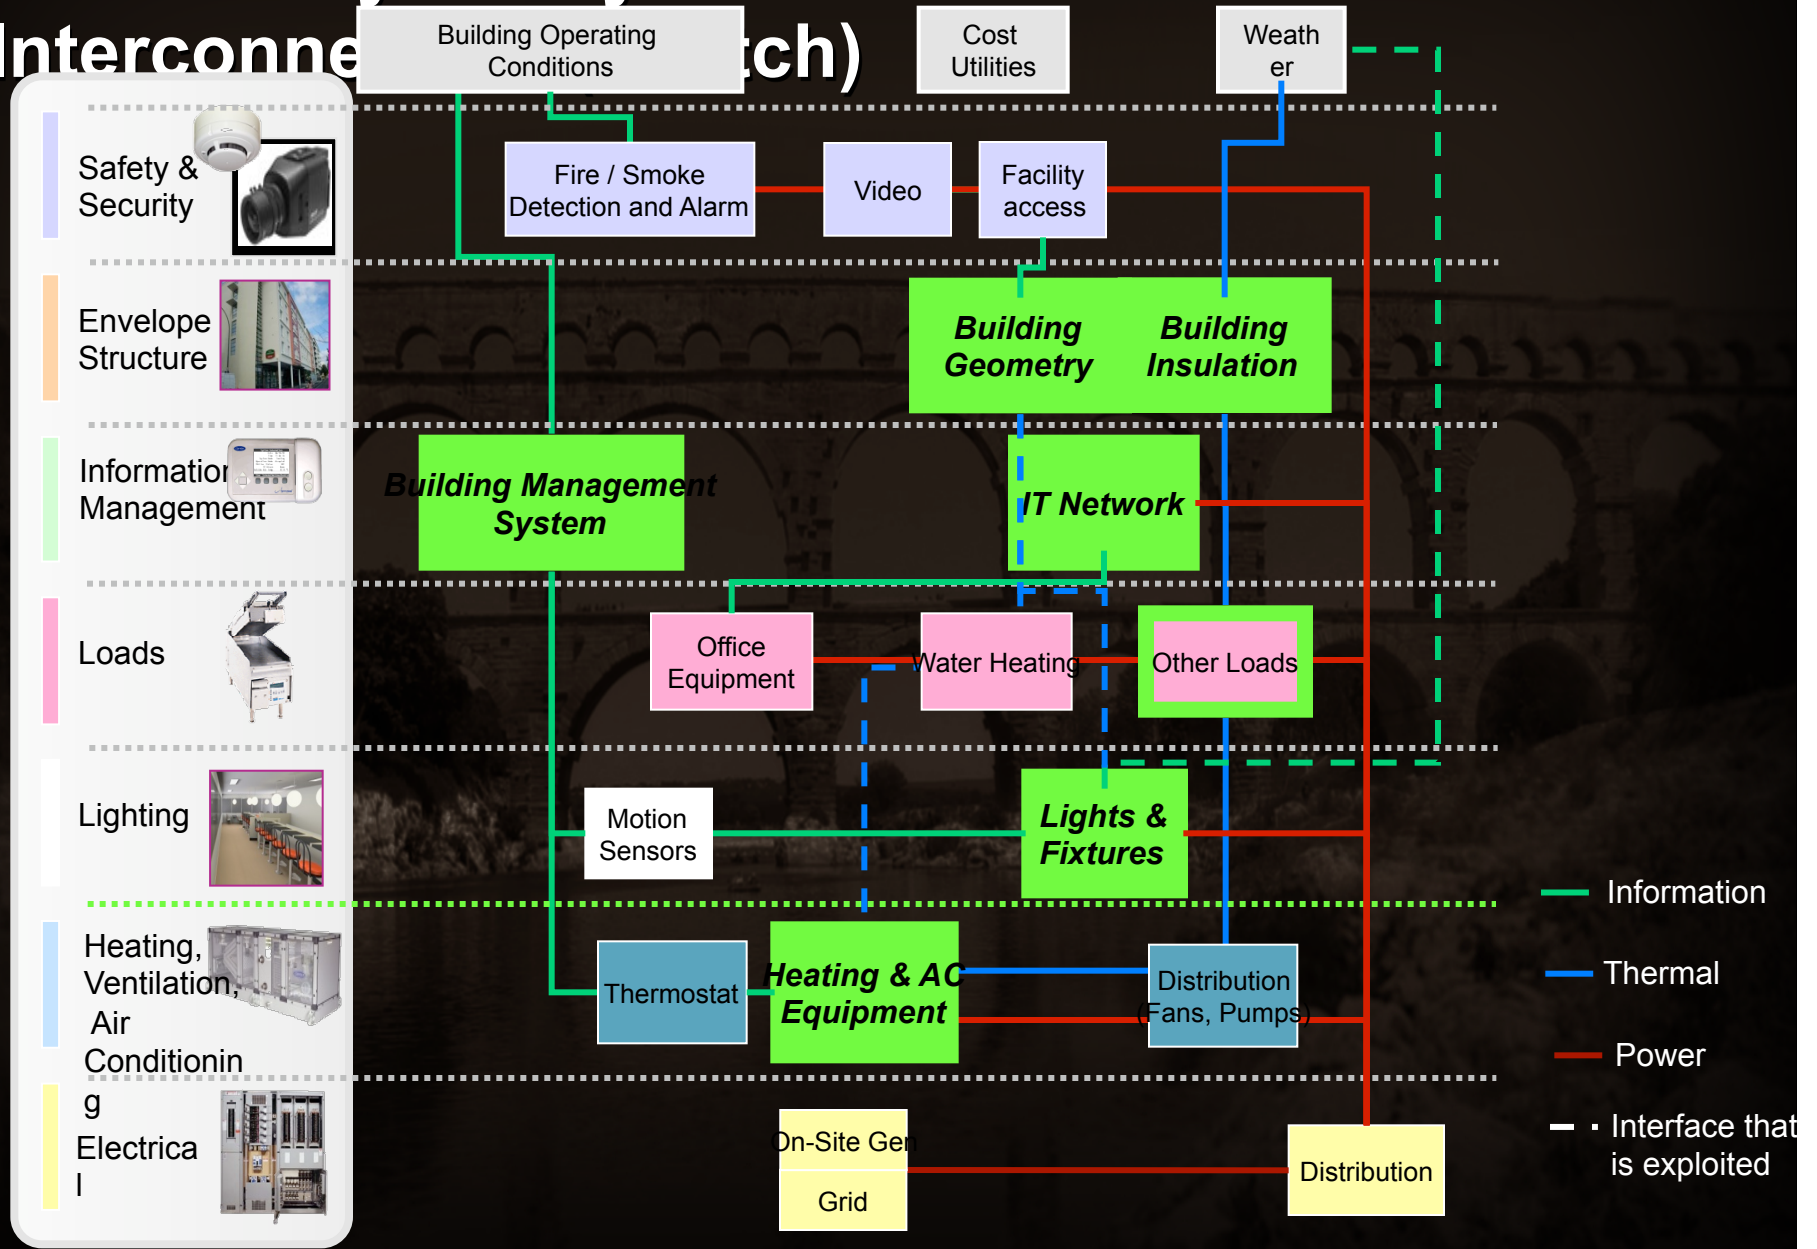 Interconne tch)
Building Operating
Conditions
Cost
Utilities
Weath
er
Safety &
Security
Fire / Smoke
Detection and Alarm
Video
Facility
access
Envelope
Structure
Building
Geometry
Building
Insulation
Information
Management
Building Management
System
IT Network
Loads
Office
Equipment
Water Heating
Other Loads
Lighting
Motion
Sensors
Lights &
Fixtures
Heating,
Ventilation,
Air
Conditionin
g
Thermostat
Heating & AC
Equipment
Distribution
(Fans, Pumps)
Electrica
l
On-Site Gen
Grid
Distribution
Information
Thermal
Power
Interface that
is exploited